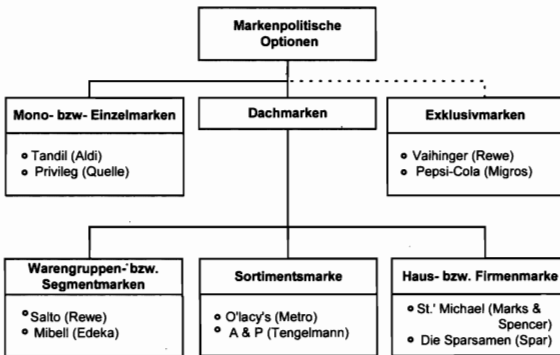 Markenpolitische
Optionen
Mono- bzw- Einzelmarken
Tandil (Aldi)
Privileg (Quelle)
Dachmarken
Exklusivmarken
Vaihinger (Rewe)
Pepsi-Cola (Migros)
Warengruppen- bzw.
Segmentmarken
Salto (Rewe)
Mibell (Edeka)
Sortimentsmarke
O'lacy's (Metro)
A & P (Tengelmann)
Haus- bzw. Firmenmarke
St.' Michael (Marks &
Spencer)
Die Sparsamen (Spar)